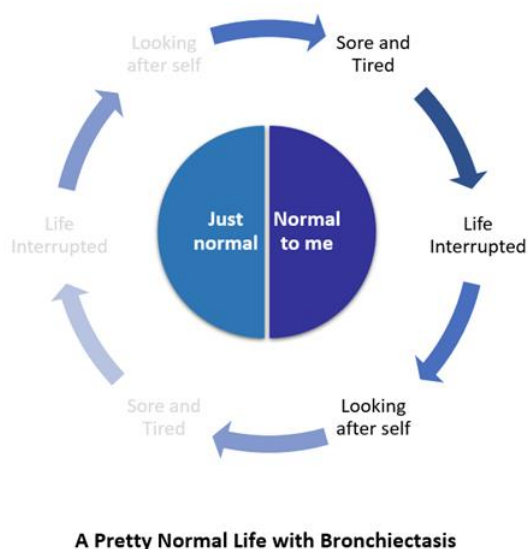 Looking
after self
Sore and
Tired
Life
Interrupted
Looking
after self
Sore and
Tired
Life
Interrupted
Just
normal
Normal
to me
A Pretty Normal Life with Bronchiectasis